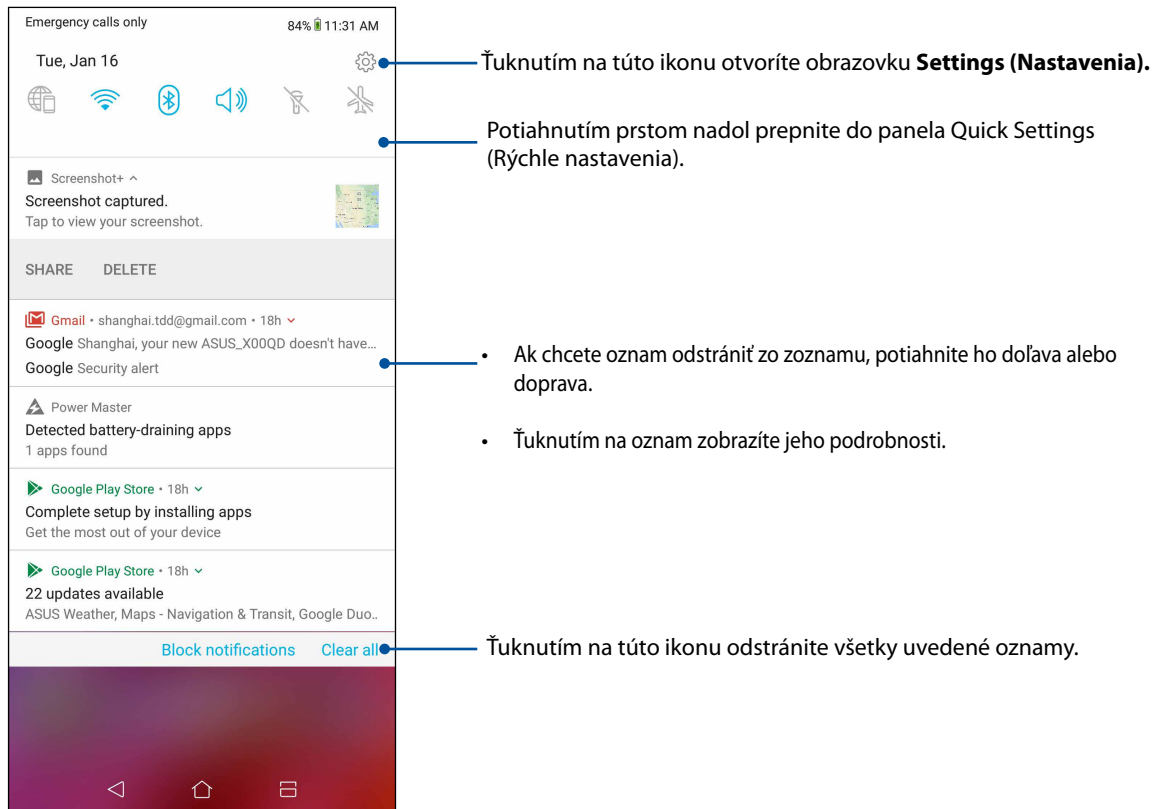 Emergency calls only 84% 11:31 AM
Tue, Jan 16
Ťuknutím na túto ikonu otvoríte obrazovku Settings (Nastavenia).
Potiahnutím prstom nadol prepnite do panela Quick Settings
(Rýchle nastavenia).
Screenshot+
Screenshot captured.
Tap to view your screenshot.
SHARE DELETE
Gmail • shanghai.tdd@gmail.com • 18h
Google Shanghai, your new ASUS_X00QD doesn't have...
Google Security alert
• Ak chcete oznam odstrániť zo zoznamu, potiahnite ho doľava alebo
doprava.
• Ťuknutím na oznam zobrazíte jeho podrobnosti.
Power Master
Detected battery-draining apps
1 apps found
Google Play Store • 18h
Complete setup by installing apps
Get the most out of your device
Google Play Store • 18h
22 updates available
ASUS Weather, Maps - Navigation & Transit, Google Duo..
Block notifications Clear all
Ťuknutím na túto ikonu odstránite všetky uvedené oznamy.